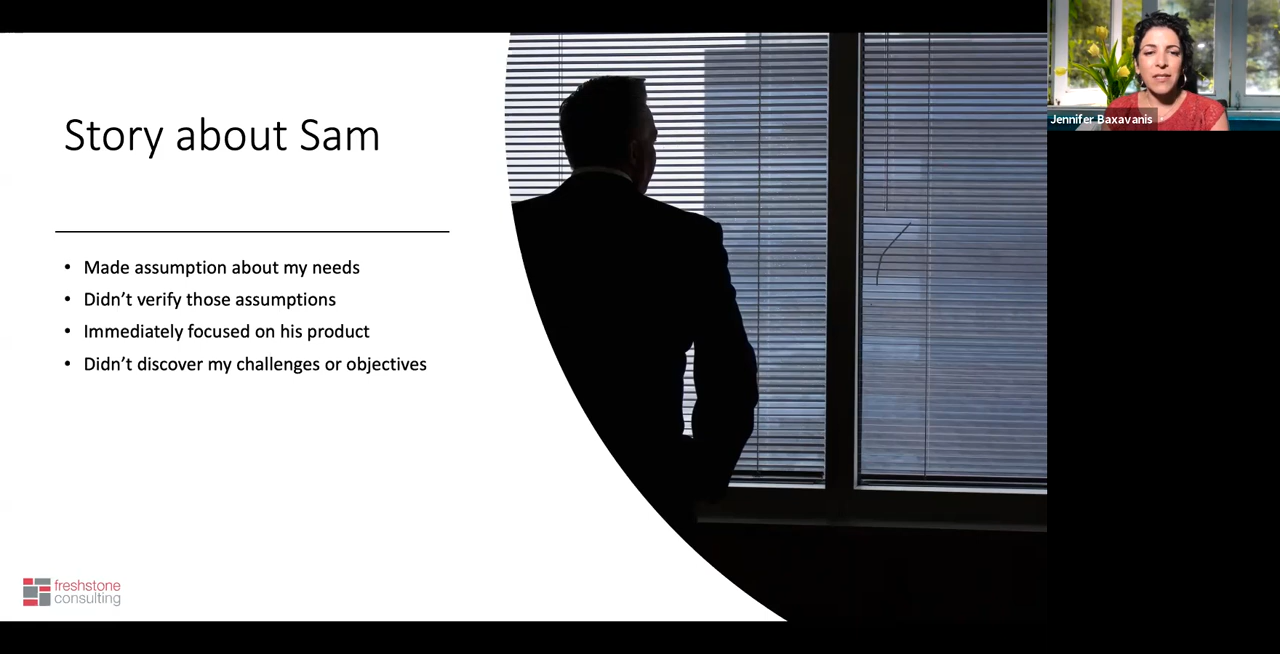 Story about Sam
• Made assumption about my needs
• Didn’t verify those assumptions
• Immediately focused on his product
• Didn’t discover my challenges or objectives
freshstone
consulting
Jennifer Baxavanis